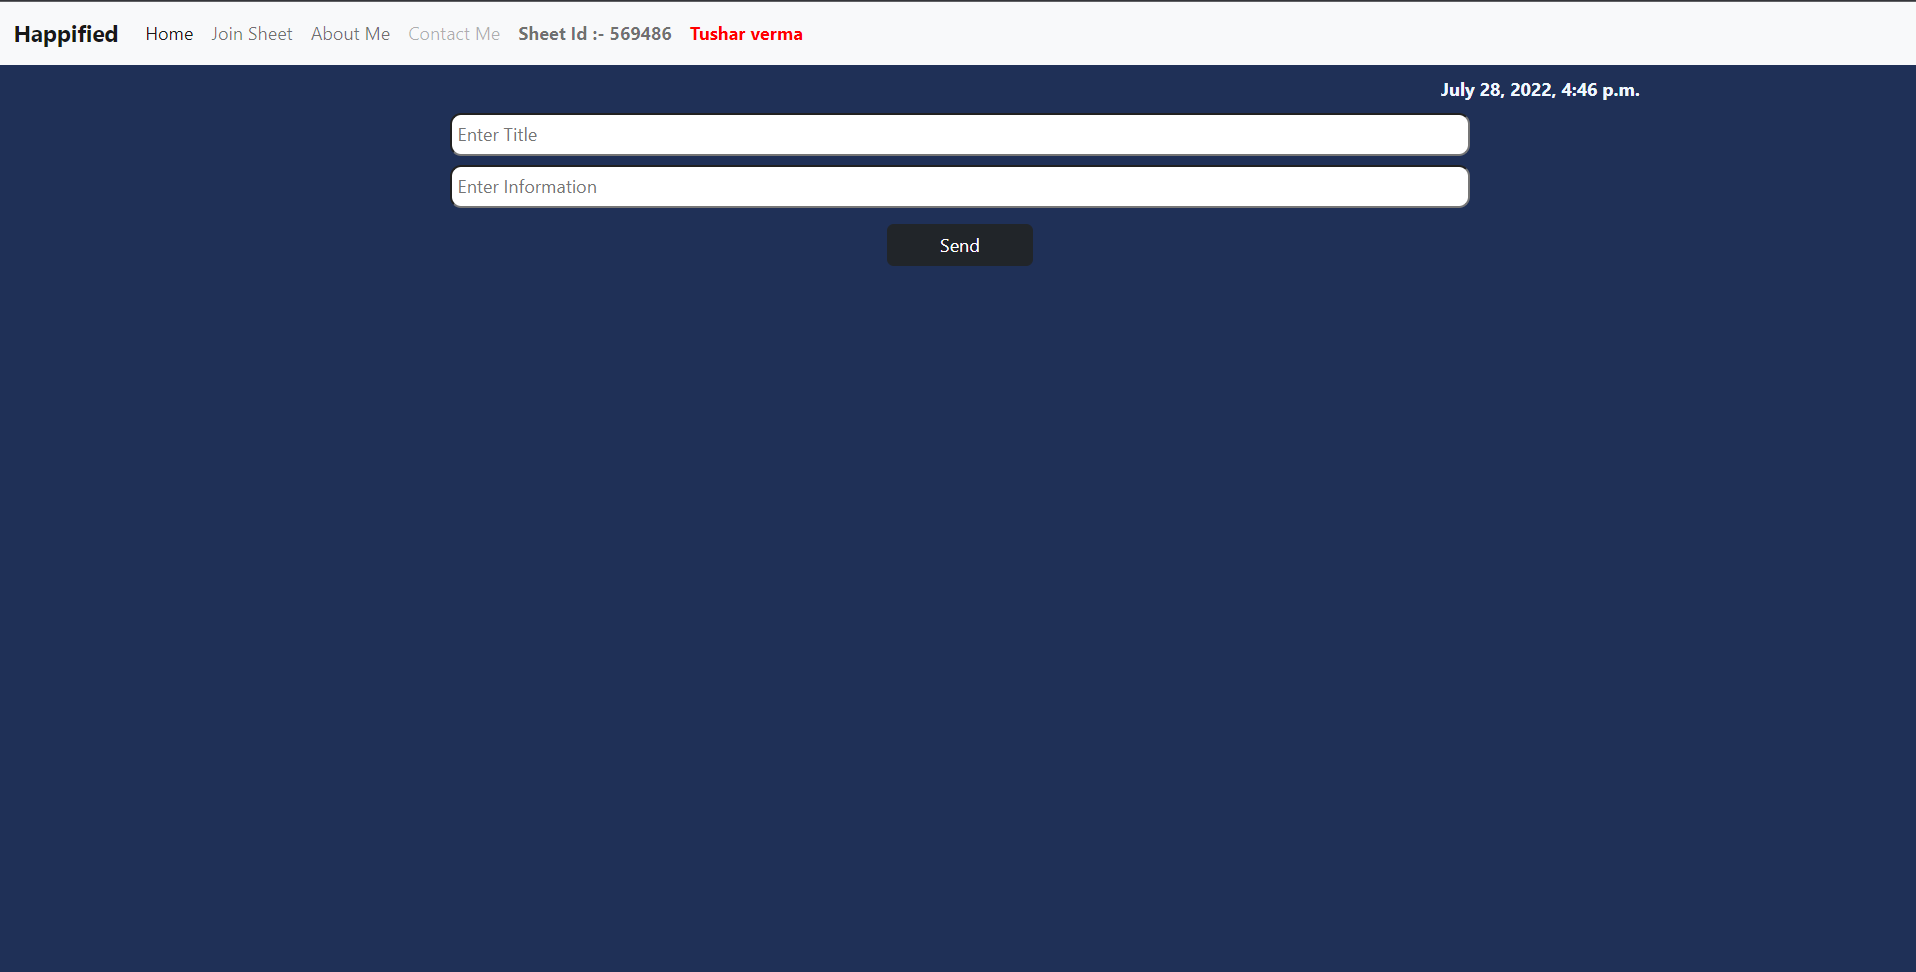 Happified Home Join Sheet About Me Contact Me Sheet Id :- 569486 Tushar verma
July 28, 2022, 4:46 p.m.
Enter Title
Enter Information
Send